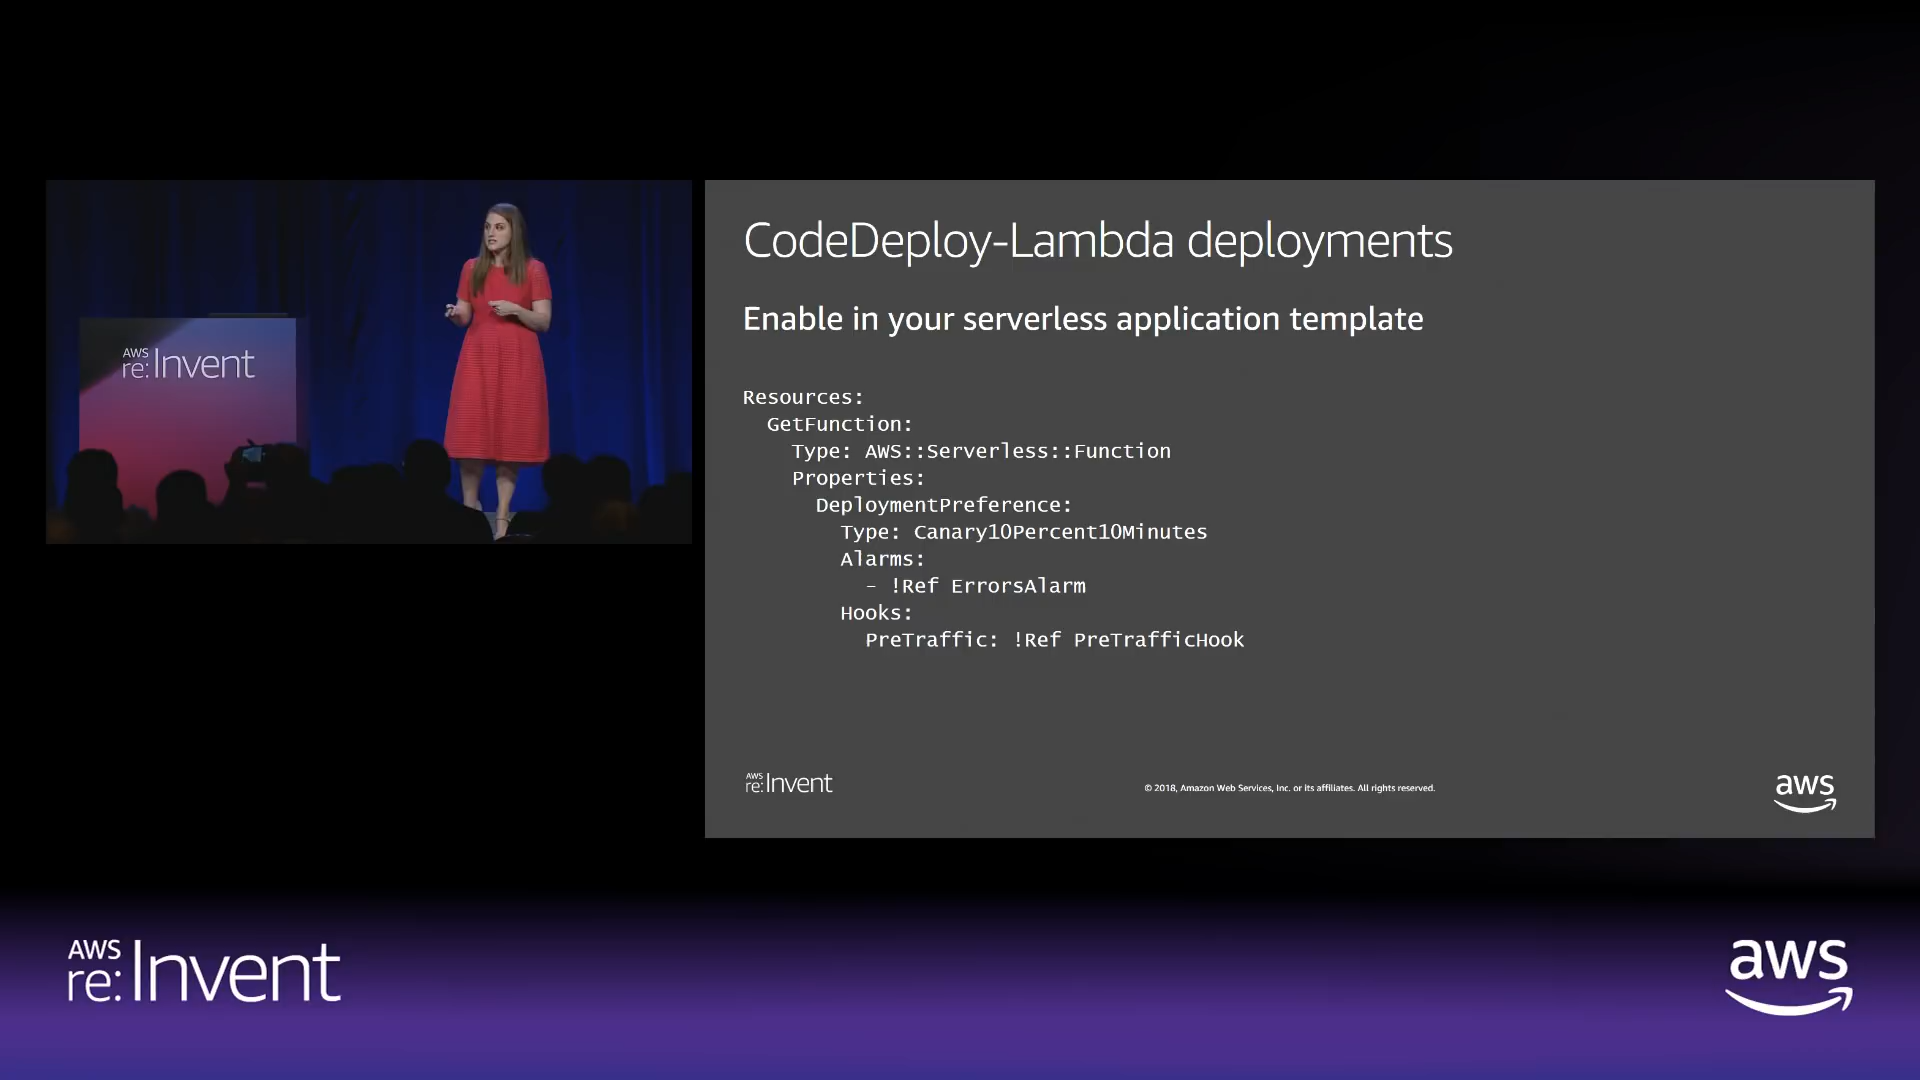 AWS
re:Invent
CodeDeploy-Lambda deployments
Enable in your serverless application template
Resources:
  GetFunction:
    Type: AWS::Serverless::Function
    Properties:
      DeploymentPreference:
        Type: Canary10Percent10Minutes
        Alarms:
          - !Ref ErrorsAlarm
        Hooks:
          PreTraffic: !Ref PreTrafficHook
AWS
re:Invent
© 2018, Amazon Web Services, Inc. or its affiliates. All rights reserved.
aws
AWS
re:Invent
aws